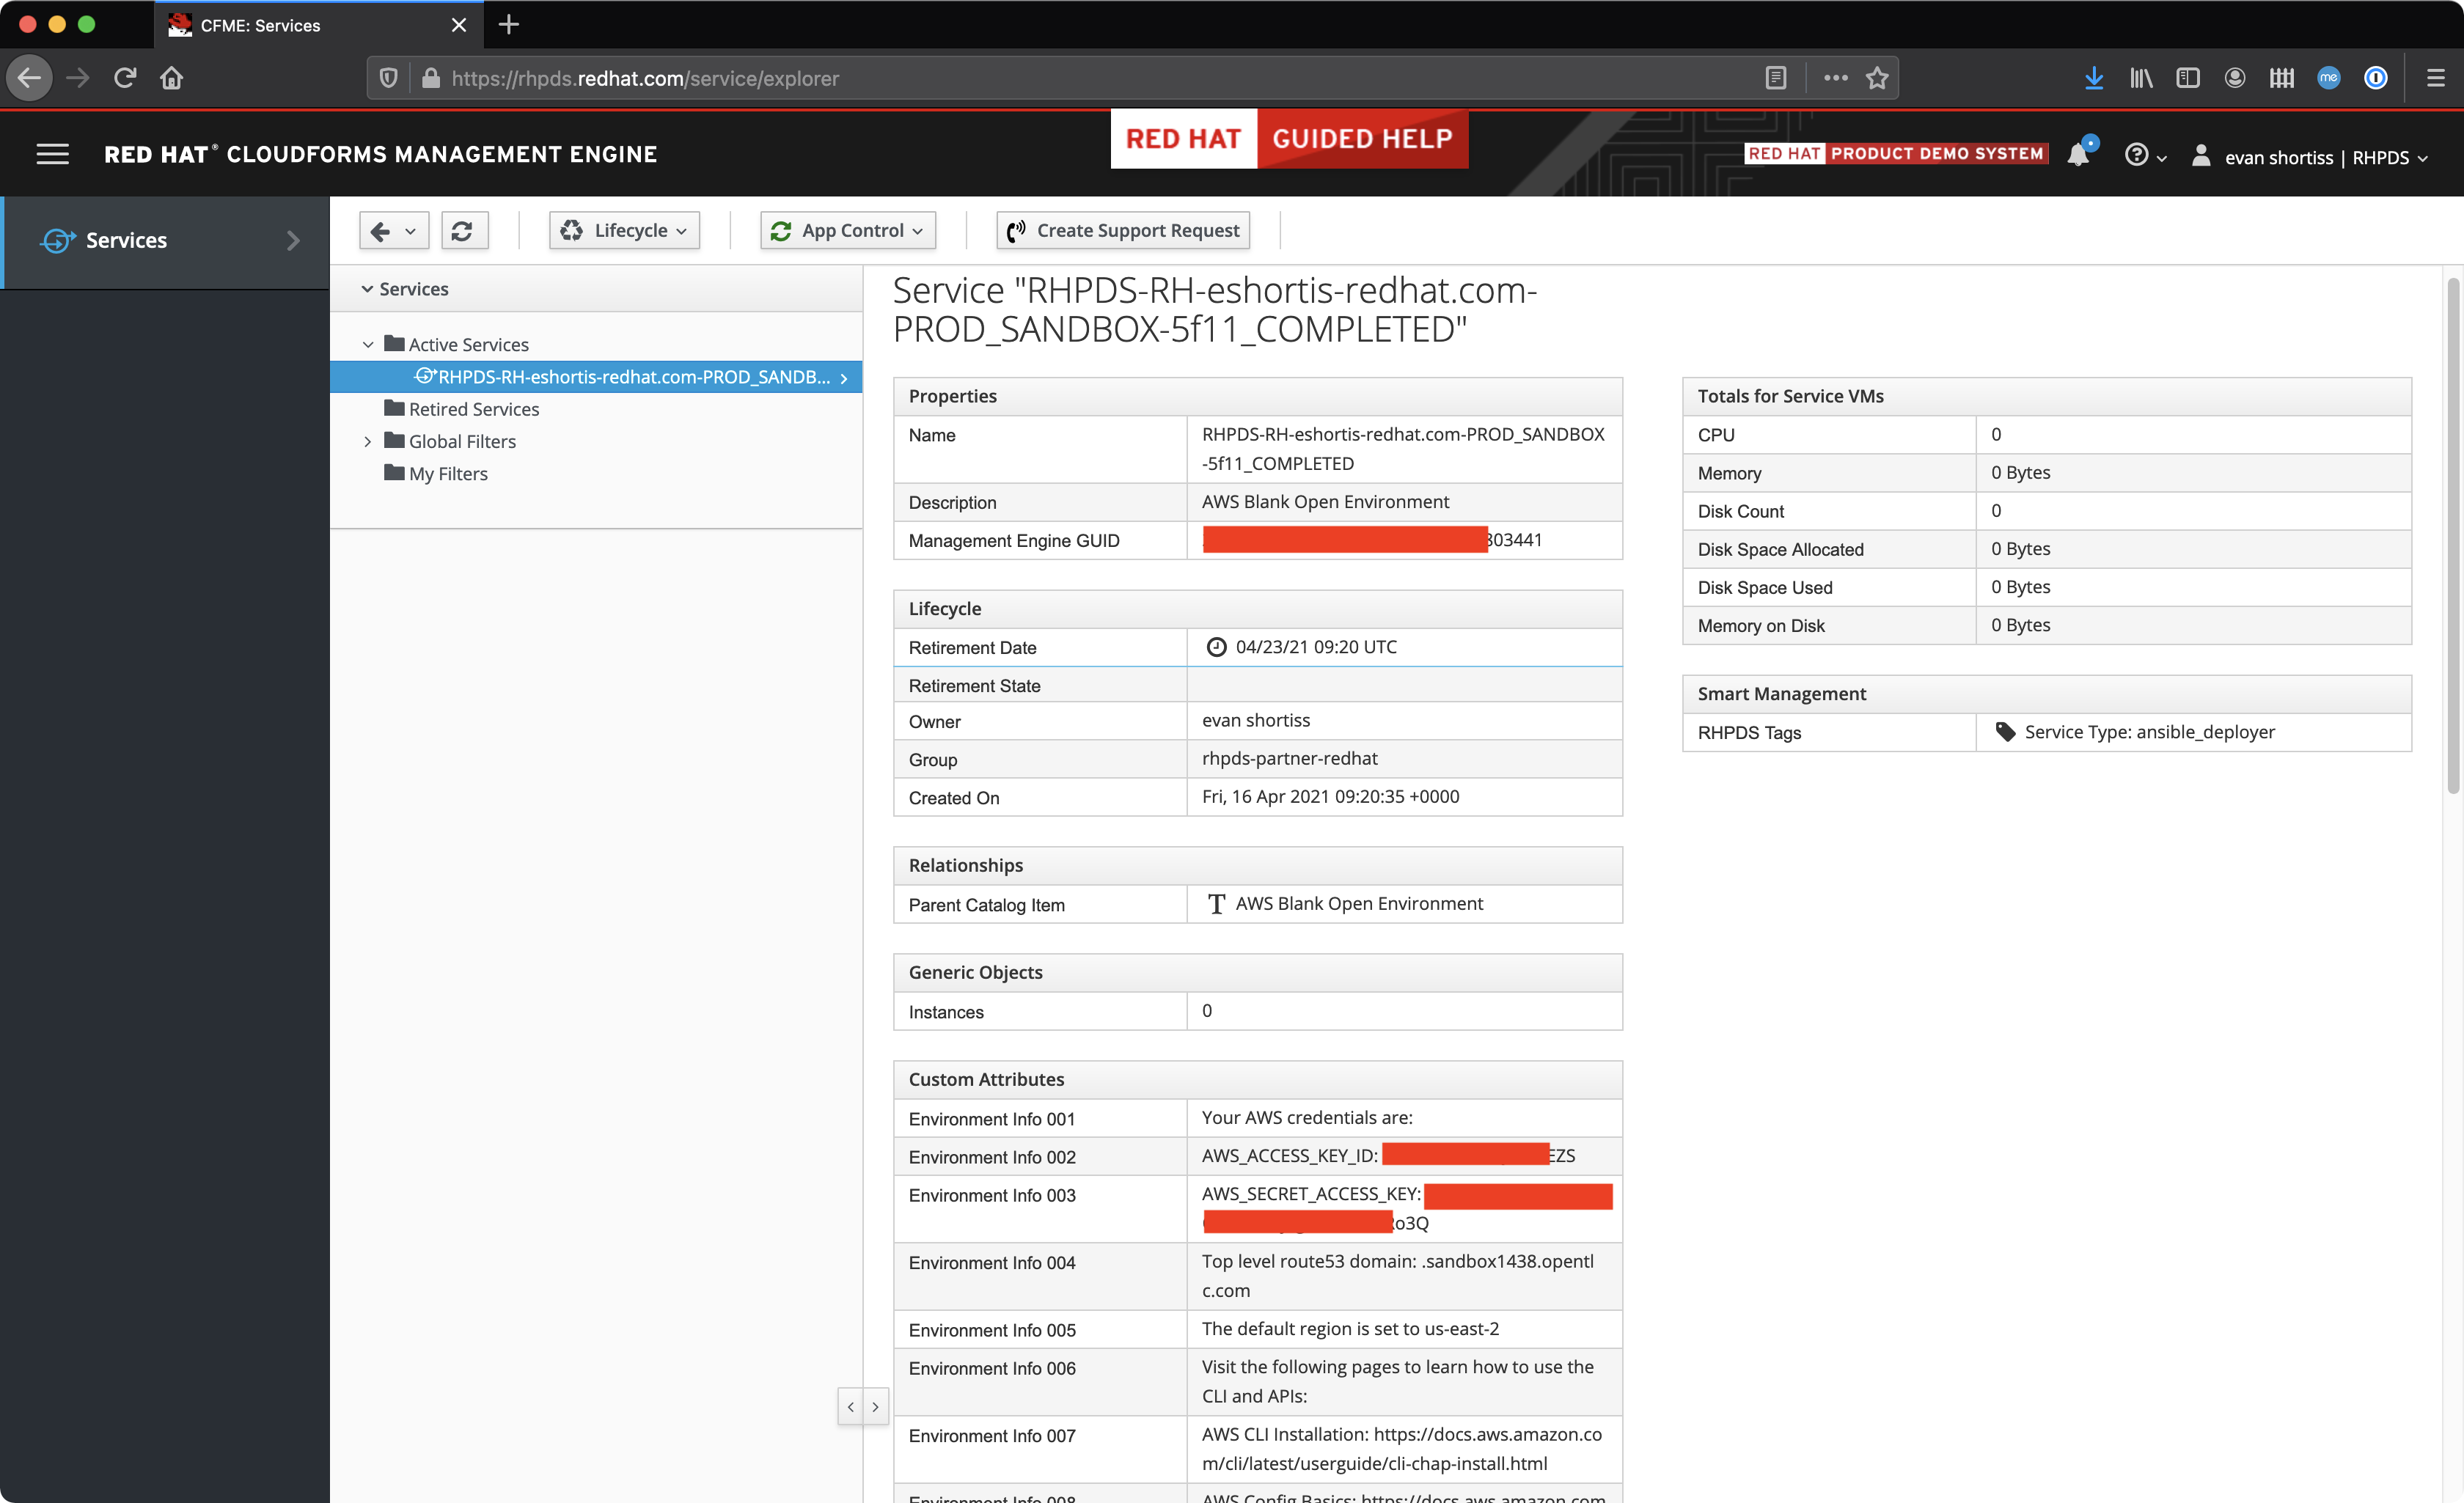 CFME: Services
https://rhpds.redhat.com/service/explorer
me
RED HAT® CLOUDFORMS MANAGEMENT ENGINE
RED HAT GUIDED HELP
RED HAT PRODUCT DEMO SYSTEM
evan shortiss | RHPDS
Services
Lifecycle
App Control
Create Support Request
Services
Active Services
RHPDS-RH-eshortis-redhat.com-PROD_SANDB...
Retired Services
Global Filters
My Filters
Service "RHPDS-RH-eshortis-redhat.com-
PROD_SANDBOX-5f11_COMPLETED"
Properties
Name
RHPDS-RH-eshortis-redhat.com-PROD_SANDBOX
-5f11_COMPLETED
Description
AWS Blank Open Environment
Management Engine GUID
803441
Lifecycle
Retirement Date
04/23/21 09:20 UTC
Retirement State
Owner
evan shortiss
Group
rhpds-partner-redhat
Created On
Fri, 16 Apr 2021 09:20:35 +0000
Relationships
Parent Catalog Item
T AWS Blank Open Environment
Generic Objects
Instances
0
Custom Attributes
Environment Info 001
Your AWS credentials are:
Environment Info 002
AWS_ACCESS_KEY_ID: EZS
Environment Info 003
AWS_SECRET_ACCESS_KEY:
o3Q
Environment Info 004
Top level route53 domain: .sandbox1438.opentl
c.com
Environment Info 005
The default region is set to us-east-2
Environment Info 006
Visit the following pages to learn how to use the
CLI and APIs:
Environment Info 007
AWS CLI Installation: https://docs.aws.amazon.co
m/cli/latest/userguide/cli-chap-install.html
Environment Info 008
AWS Config Basics: https://docs.aws.amazon.com
Totals for Service VMs
CPU
0
Memory
0 Bytes
Disk Count
0
Disk Space Allocated
0 Bytes
Disk Space Used
0 Bytes
Memory on Disk
0 Bytes
Smart Management
RHPDS Tags
Service Type: ansible_deployer